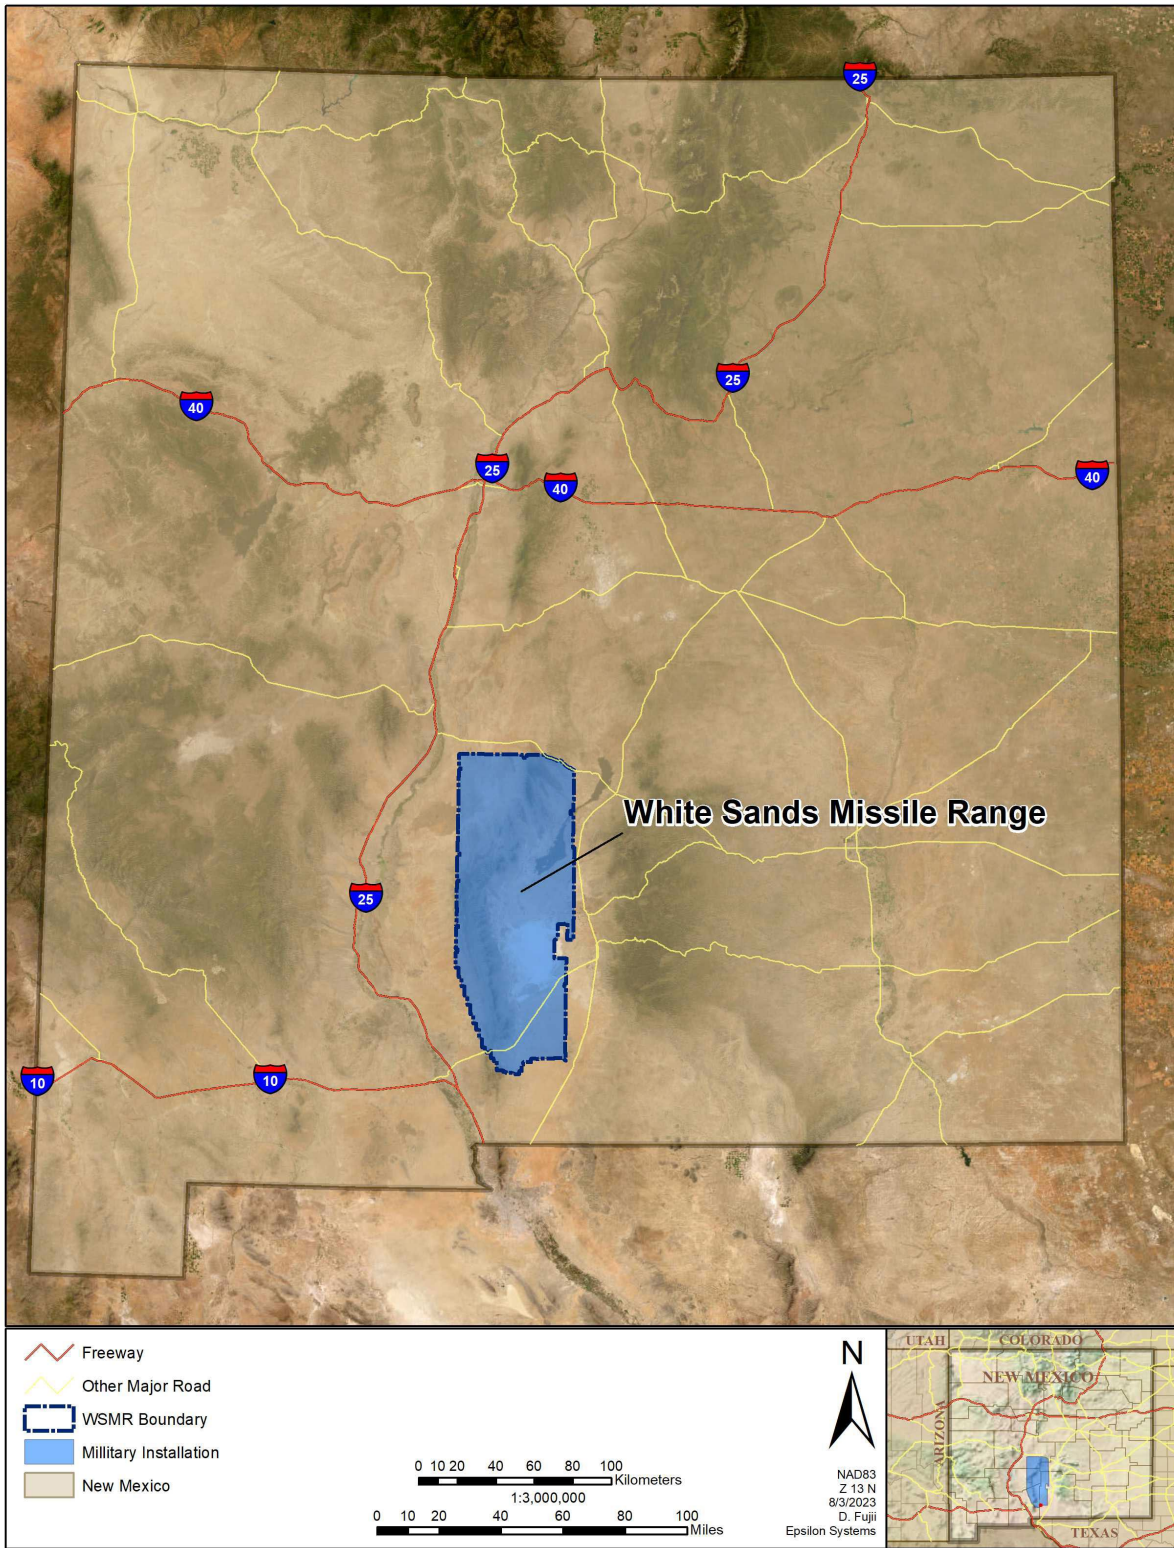 25
25
40
25
40
40
White Sands Missile Range
25
10
10
Freeway
Other Major Road
WSMR Boundary
Millitary Installation
New Mexico
0 10 20 40 60 80 100
Kilometers
1:3,000,000
0 20 40 60 80 100
Miles
N
NAD83
Z 13 N
8/3/2023
D. Fujii
Epsilon Systems
UTAH COLORADO
NEW MEXICO
ARIZONA
TEXAS